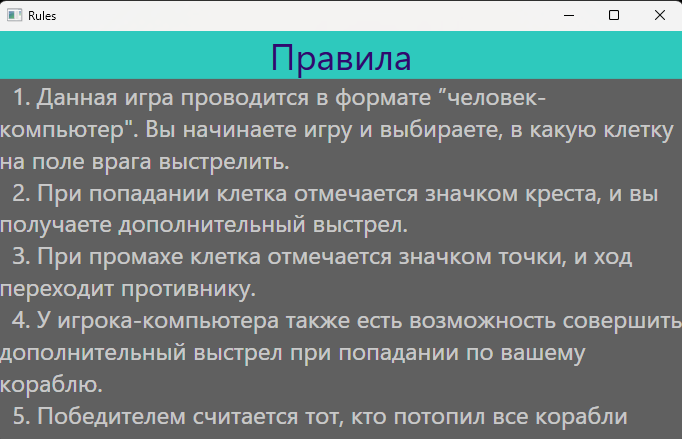 Rules
Правила
1. Данная игра проводится в формате "человек-
компьютер". Вы начинаете игру и выбираете, в какую клетку
на поле врага выстрелить.
2. При попадании клетка отмечается значком креста, и вы
получаете дополнительный выстрел.
3. При промахе клетка отмечается значком точки, и ход
переходит противнику.
4. У игрока-компьютера также есть возможность совершить
дополнительный выстрел при попадании по вашему
кораблю.
5. Победителем считается тот, кто потопил все корабли